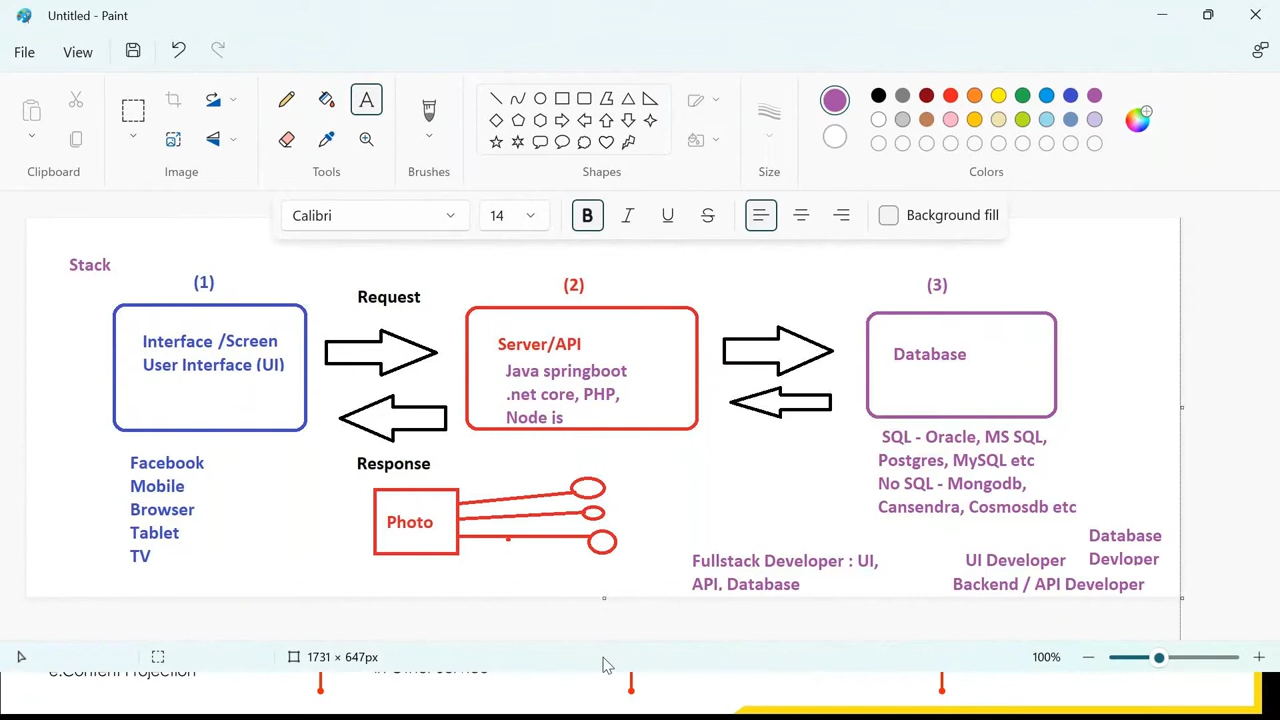 Untitled - Paint
File
View
Clipboard
Image
Tools
Brushes
Shapes
Size
Colors
Calibri
14
B
I
U
S
Background fill
Stack
(1)
(2)
(3)
Request
Interface /Screen
User Interface (UI)
Server/API
Java springboot
.net core, PHP,
Node js
Database
Response
Facebook
Mobile
Browser
Tablet
TV
Photo
SQL - Oracle, MS SQL,
Postgres, MySQL etc
No SQL - Mongodb,
Cansendra, Cosmosdb etc
Fullstack Developer : UI,
API, Database
UI Developer
Database
Devloper
Backend / API Developer
1731 × 647px
100%
e.Content Projection